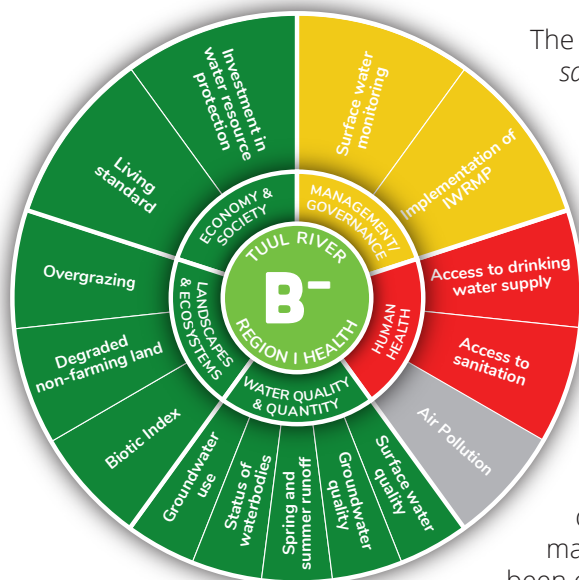 The
Investment in
water resource
protection
Surface water
monitoring
Living
standard
Implementation of
IWRMP
ECONOMY &
SOCIETY
MANAGEMENT/
GOVERNANCE
TUUL RIVER
B-
REGION I HEALTH
Overgrazing
LANDSCAPES
& ECOSYSTEMS
HUMAN
HEALTH
Access to drinking
water supply
Degraded
non-farming land
Access to
sanitation
WATER QUALITY
& QUANTITY
Biotic Index
Air Pollution
Groundwater
use
Status of
waterbodies
Spring and
summer runoff
Groundwater
quality
Surface water
quality
been